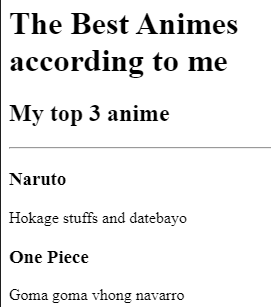 The Best Animes
according to me
My top 3 anime
Naruto
Hokage stuffs and datebayo
One Piece
Goma goma vhong navarro